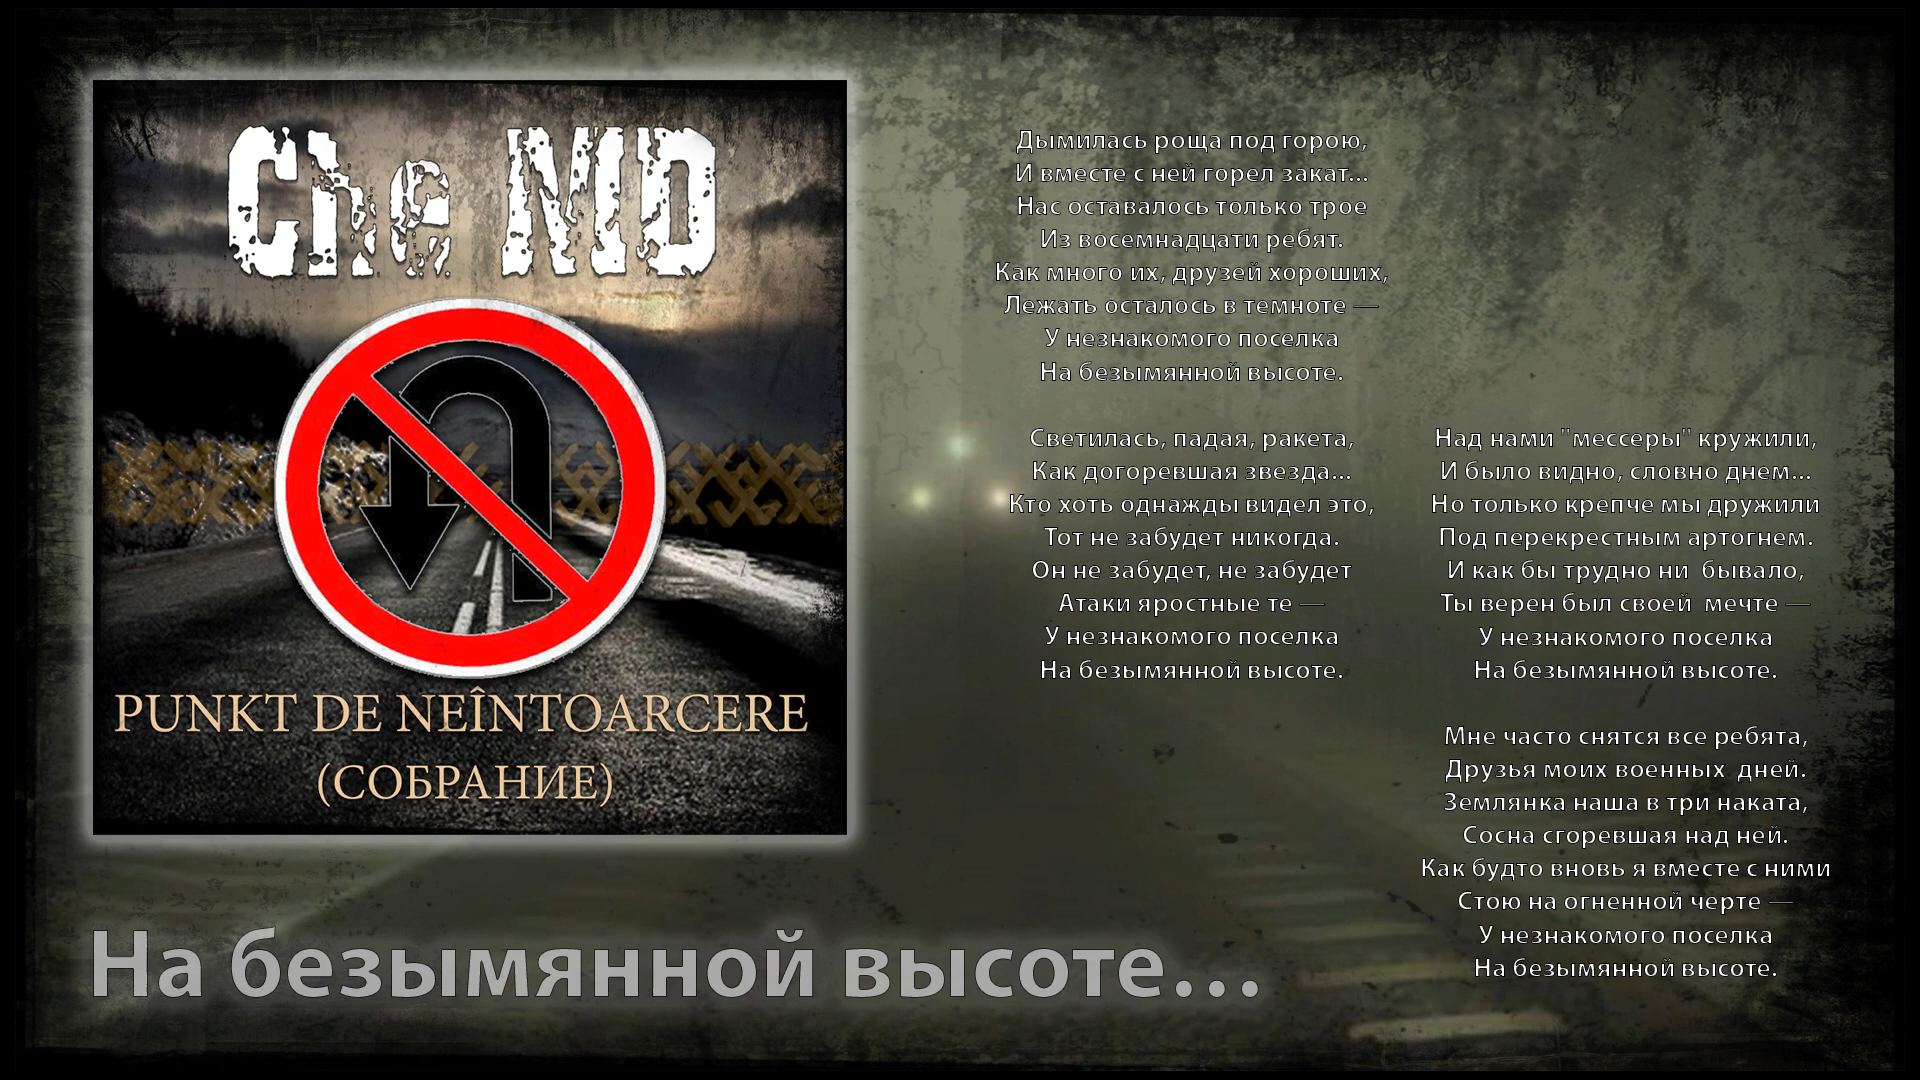 Che MD
PUNKT DE NEÎNTOARCERE
(СОБРАНИЕ)
На безымянной высоте...
Дымилась роща под горою,
И вместе с ней горел закат...
Нас оставалось только трое
Из восемнадцати ребят.
Как много их, друзей хороших,
Лежать осталось в темноте —
У незнакомого поселка
На безымянной высоте.
Светилась, падая, ракета,
Как догоревшая звезда...
Кто хоть однажды видел это,
Тот не забудет никогда.
Он не забудет, не забудет
Атаки яростные те —
У незнакомого поселка
На безымянной высоте.
Над нами "мессеры" кружили,
И было видно, словно днем...
Но только крепче мы дружили
Под перекрестным артогнем.
И как бы трудно ни  бывало,
Ты верен был своей  мечте —
У незнакомого поселка
На безымянной высоте.
Мне часто снятся все ребята,
Друзья моих военных  дней.
Землянка наша в три наката,
Сосна сгоревшая над ней.
Как будто вновь я вместе с ними
Стою на огненной черте —
У незнакомого поселка
На безымянной высоте.